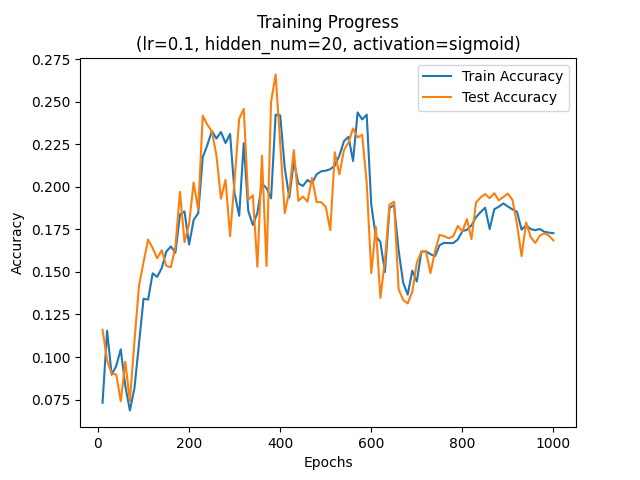 Training Progress
(lr=0.1, hidden_num=20, activation=sigmoid)
Train Accuracy
Test Accuracy
0.275
0.250
0.225
0.200
0.175
0.150
0.125
0.100
0.075
Accuracy
0 200 400 600 800 1000
Epochs